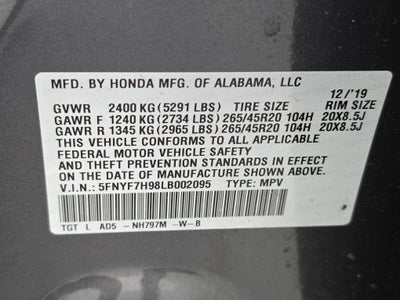 MFD. BY HONDA MFG. OF ALABAMA, LLC
12/'19
GVWR 2400 KG (5291 LBS) TIRE SIZE RIM SIZE
GAWR F 1240 KG (2734 LBS) 265/45R20 104H 20X8.5J
GAWR R 1345 KG (2965 LBS) 265/45R20 104H 20X8.5J
THIS VEHICLE CONFORMS TO ALL APPLICABLE
FEDERAL MOTOR VEHICLE SAFETY, BUMPER,
AND THEFT PREVENTION STANDARDS IN EFFECT
ON THE DATE OF MANUFACTURE SHOWN ABOVE.
V.I.N.: 5FNYF7H98LB002095 TYPE: MPV
TGT L AD5 -NH797M -W-B